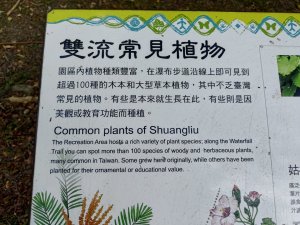 雙流常見植物
園區內植物種類豐富，在瀑布步道沿線上即可見到
超過100種的木本和大型草本植物，其中不乏臺灣
常見的植物。有些是本來就生長在此，有些則是因
美觀或教育功能而種植。
Common plants of Shuangliu
The Recreation Area hosts a rich variety of plant species; along the Waterfall
Trail you can spot more than 100 species of woody and herbaceous plants,
many common in Taiwan. Some grew here originally, while others have been
planted for their ornamental or educational value.